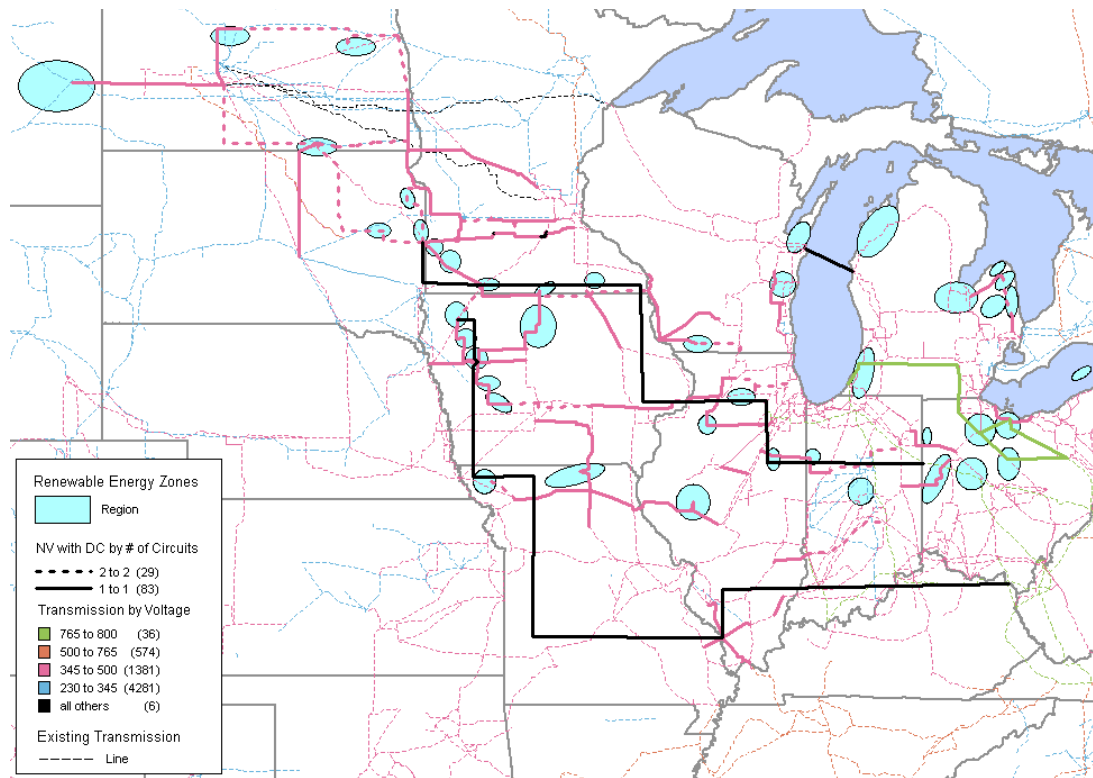 Renewable Energy Zones
Region
NV with DC by # of Circuits
2 to 2 (29)
1 to 1 (83)
Transmission by Voltage
765 to 800 (36)
500 to 765 (574)
345 to 500 (1381)
230 to 345 (4281)
all others (6)
Existing Transmission
Line